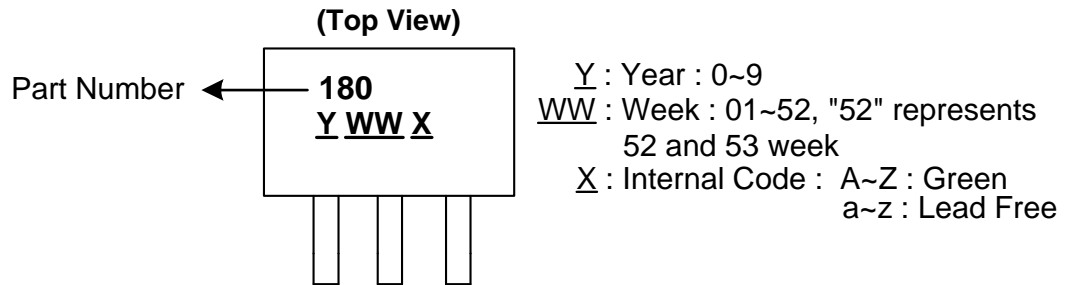 (Top View)
Part Number
180
Y WW X
Y : Year : 0~9
WW : Week : 01~52, "52" represents
52 and 53 week
X : Internal Code : A~Z : Green
a~z : Lead Free